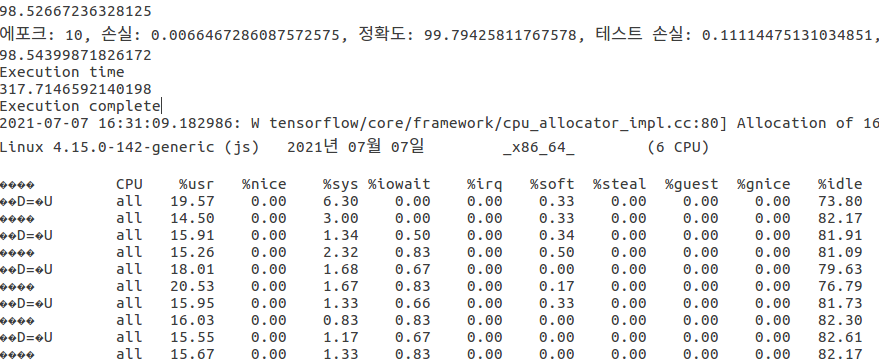 98.52667236328125
에포크: 10, 손실: 0.0066467286087572575, 정확도: 99.79425811767578, 테스트 손실: 0.11114475131034851,
98.54399871826172
Execution time
317.7146592140198
Execution complete
2021-07-07 16:31:09.182986: W tensorflow/core/framework/cpu_allocator_impl.cc:80] Allocation of 16
Linux 4.15.0-142-generic (js) 2021년 07월 07일 _x86_64_ (6 CPU)
���� CPU %usr %nice %sys %iowait %irq %soft %steal %guest %gnice %idle
��D=�U all 19.57 0.00 6.30 0.00 0.00 0.33 0.00 0.00 0.00 73.80
���� all 14.50 0.00 3.00 0.00 0.00 0.33 0.00 0.00 0.00 82.17
��D=�U all 15.91 0.00 1.34 0.50 0.00 0.34 0.00 0.00 0.00 81.91
���� all 15.26 0.00 2.32 0.83 0.00 0.50 0.00 0.00 0.00 81.09
��D=�U all 18.01 0.00 1.68 0.67 0.00 0.00 0.00 0.00 0.00 79.63
���� all 20.53 0.00 1.67 0.83 0.00 0.17 0.00 0.00 0.00 76.79
��D=�U all 15.95 0.00 1.33 0.66 0.00 0.33 0.00 0.00 0.00 81.73
���� all 16.03 0.00 0.83 0.83 0.00 0.00 0.00 0.00 0.00 82.30
��D=�U all 15.55 0.00 1.17 0.67 0.00 0.00 0.00 0.00 0.00 82.61
���� all 15.67 0.00 1.33 0.83 0.00 0.00 0.00 0.00 0.00 82.17